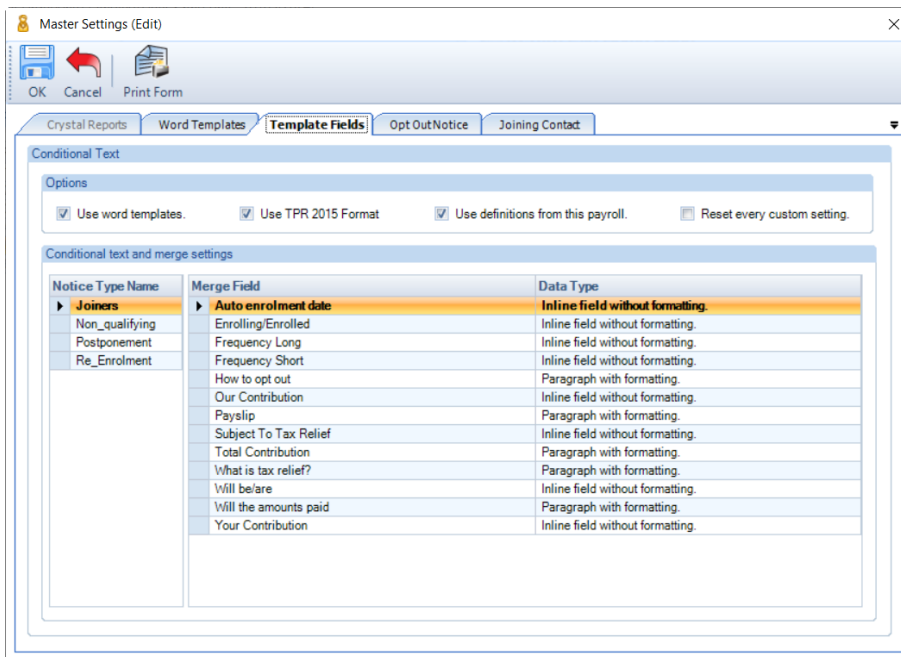 Master Settings (Edit)
OK Cancel Print Form
Crystal Reports Word Templates Template Fields Opt Out Notice Joining Contact
Conditional Text
Options
Use word templates. Use TPR 2015 Format Use definitions from this payroll. Reset every custom setting.
Conditional text and merge settings
Notice Type Name Merge Field Data Type
Joiners Auto enrolment date Inline field without formatting.
Non_qualifying Enrolling/Enrolled Inline field without formatting.
Postponement Frequency Long Inline field without formatting.
Re_Enrolment Frequency Short Inline field without formatting.
How to opt out Paragraph with formatting.
Our Contribution Inline field without formatting.
Payslip Paragraph with formatting.
Subject To Tax Relief Inline field without formatting.
Total Contribution Paragraph with formatting.
What is tax relief? Paragraph with formatting.
Will be/are Inline field without formatting.
Will the amounts paid Paragraph with formatting.
Your Contribution Inline field without formatting.